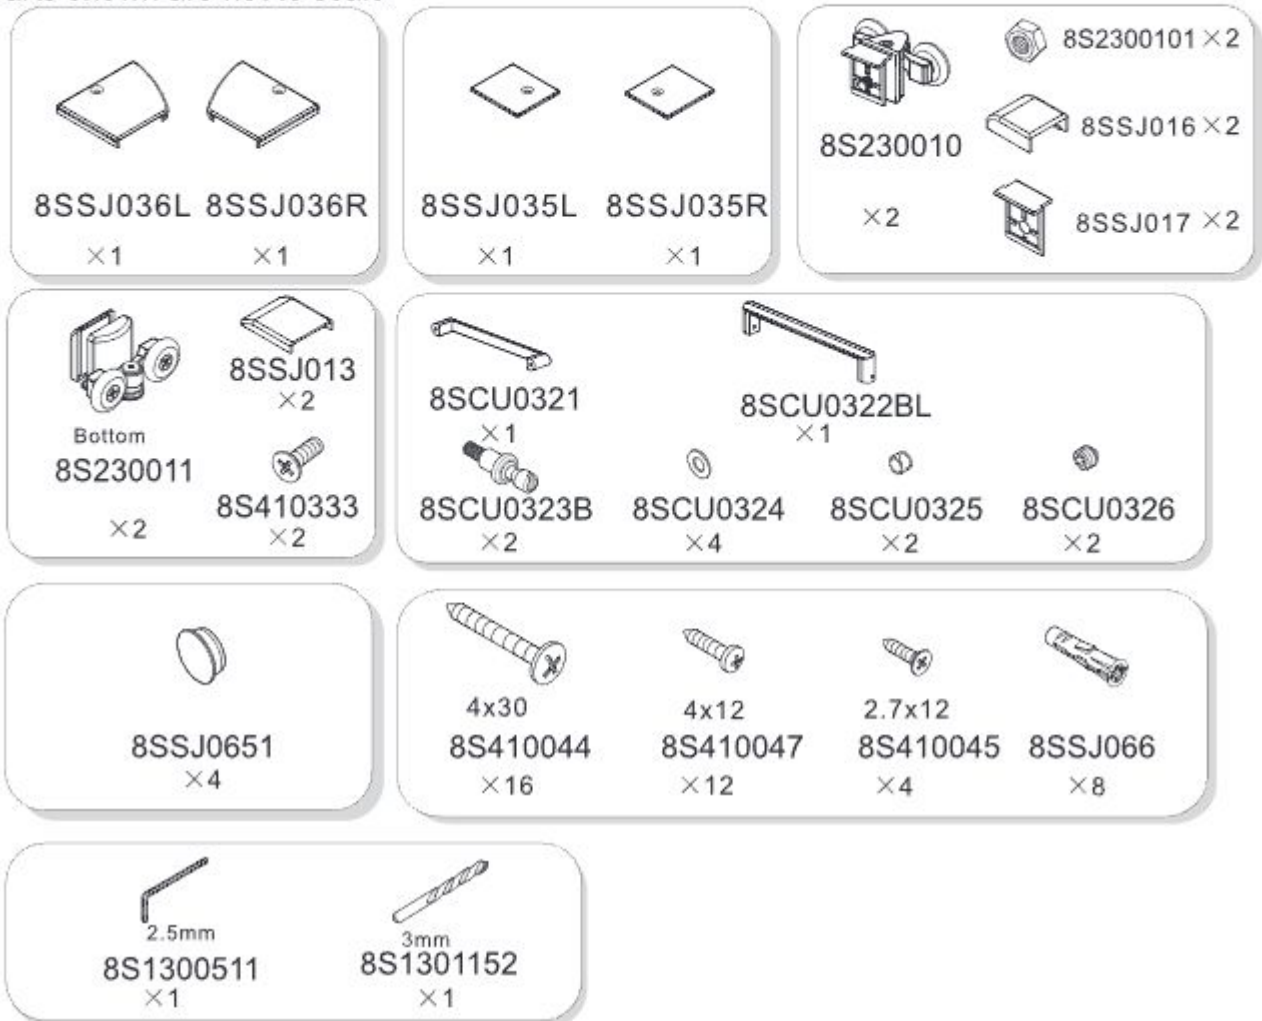 8SSJ036L 8SSJ036R
×1 ×1
8SSJ035L 8SSJ035R
×1 ×1
8S230010
×2
8S2300101 ×2
8SSJ016 ×2
8SSJ017 ×2
Bottom
8S230011
×2
8SSJ013
×2
8S410333
×2
8SCU0321
×1
8SCU0322BL
×1
8SCU0323B 8SCU0324 8SCU0325 8SCU0326
×2 ×4 ×2 ×2
8SSJ0651
×4
4x30 4x12 2.7x12
8S410044 8S410047 8S410045 8SSJ066
×16 ×12 ×4 ×8
2.5mm
8S1300511
×1
3mm
8S1301152
×1